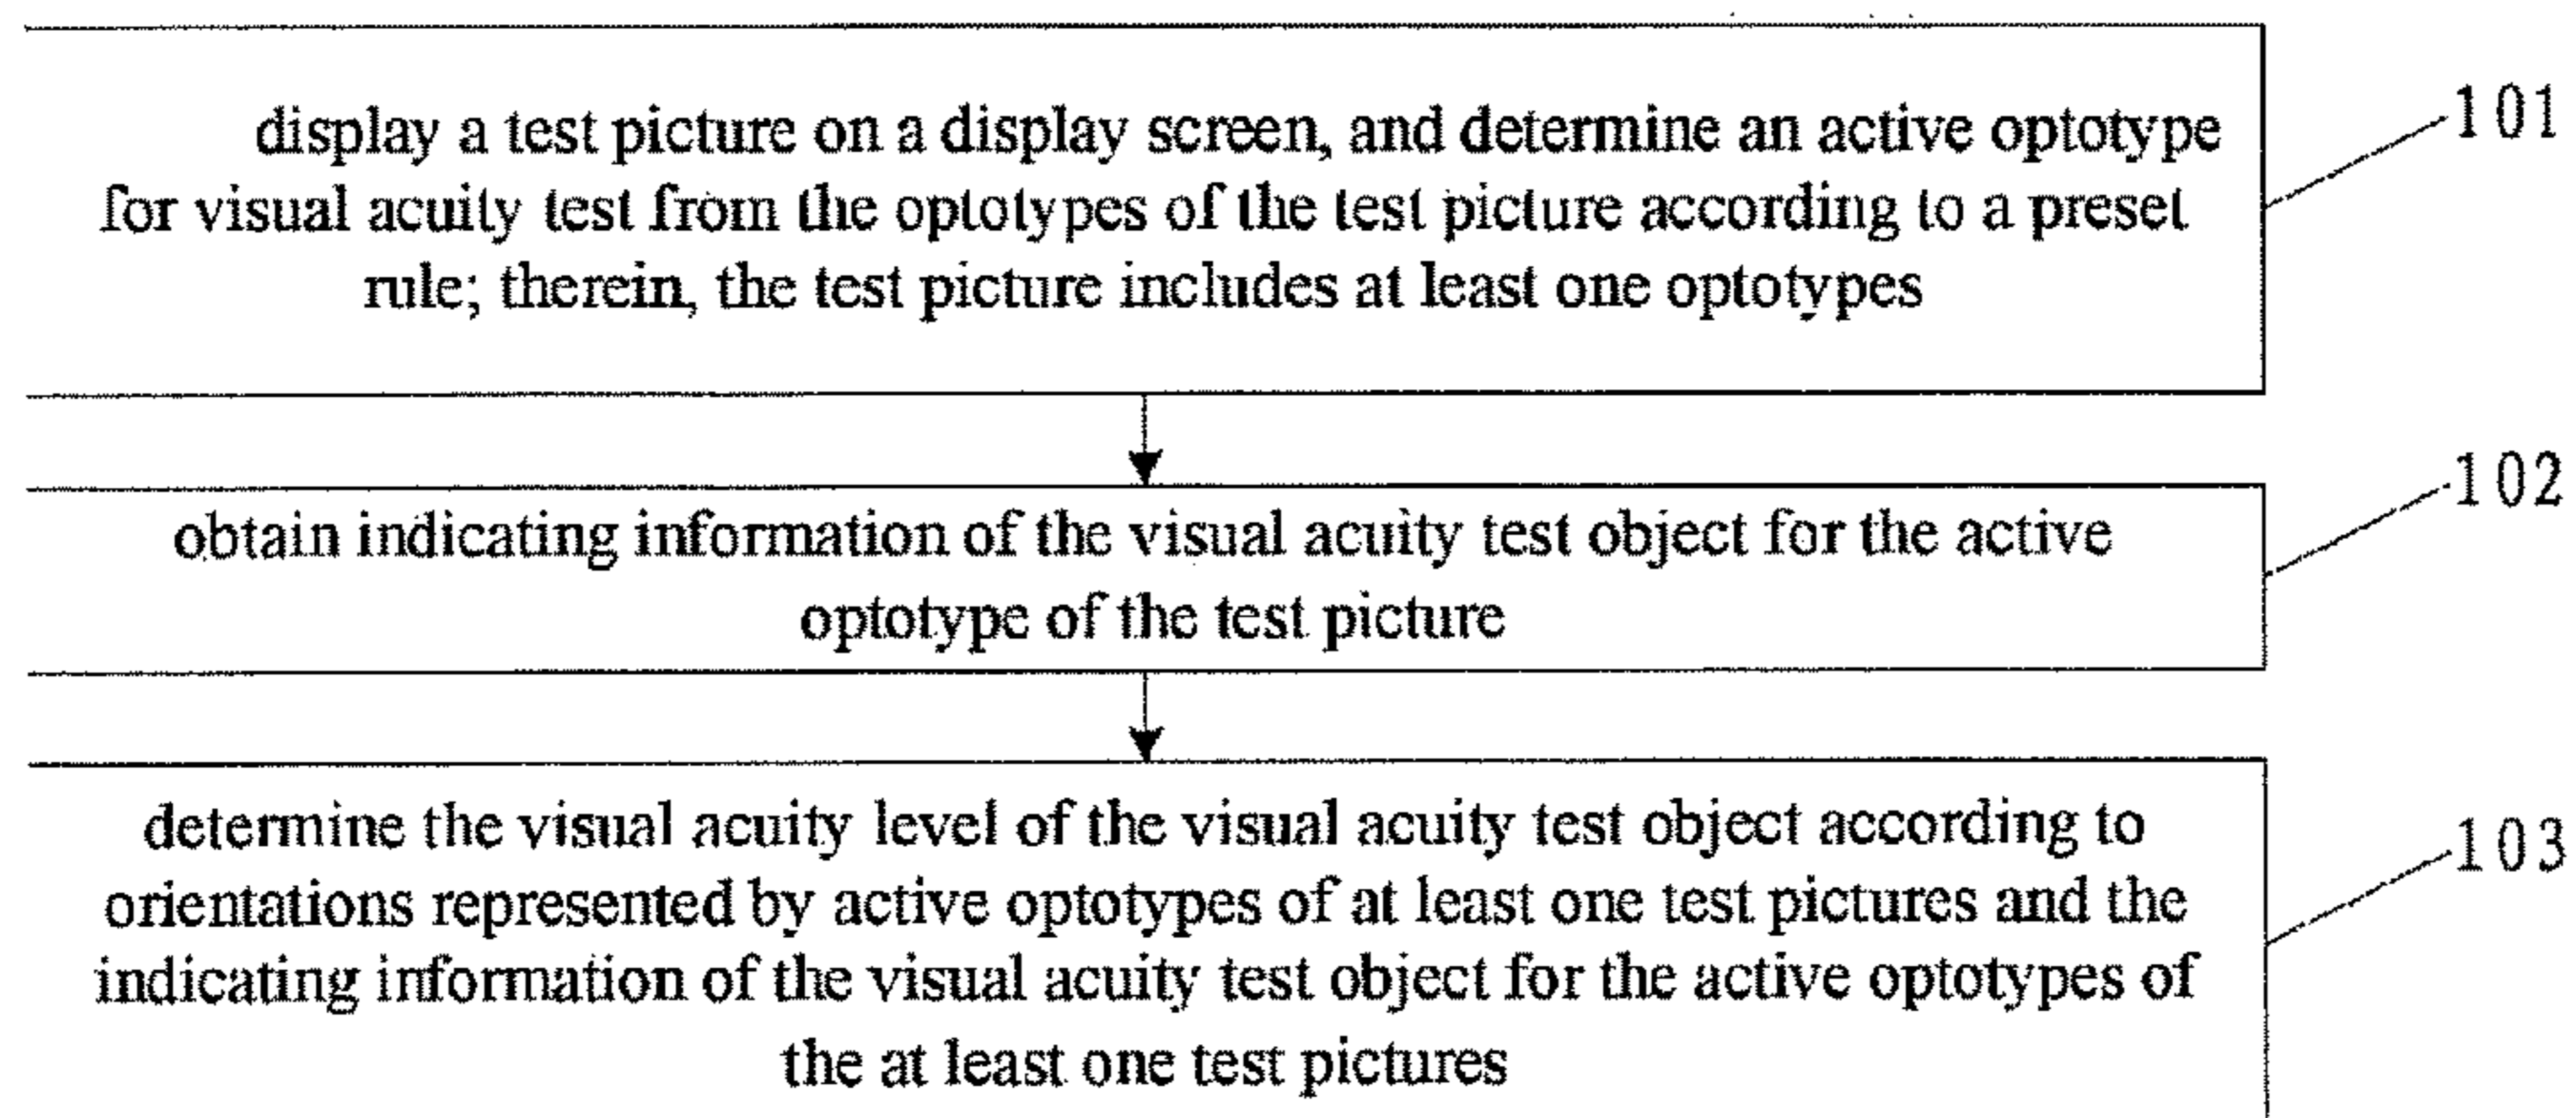 display a test picture on a display screen, and determine an active optotype
for visual acuity test from the optotypes of the test picture according to a preset
rule; therein, the test picture includes at least one optotypes
101
obtain indicating information of the visual acuity test object for the active
optotype of the test picture
102
determine the visual acuity level of the visual acuity test object according to
orientations represented by active optotypes of at least one test pictures and the
indicating information of the visual acuity test object for the active optotypes of
the at least one test pictures
103